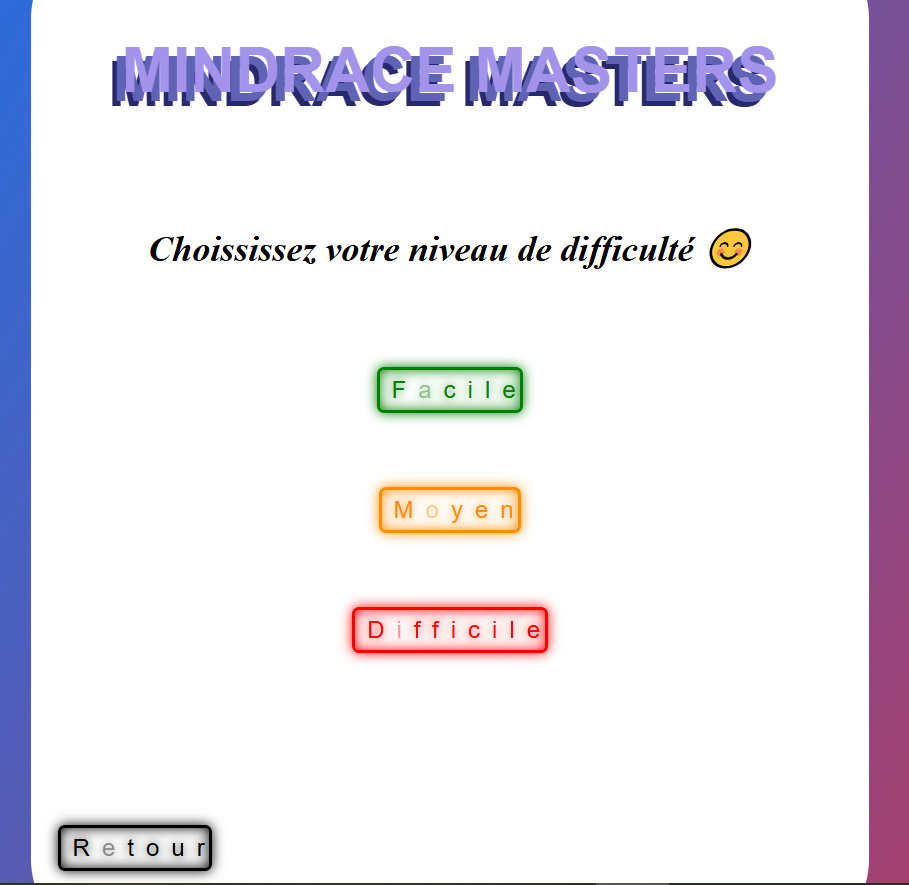 MINDRACE MASTERS
Choississez votre niveau de difficulté 😊
Facile
Moyen
Difficile
Retour